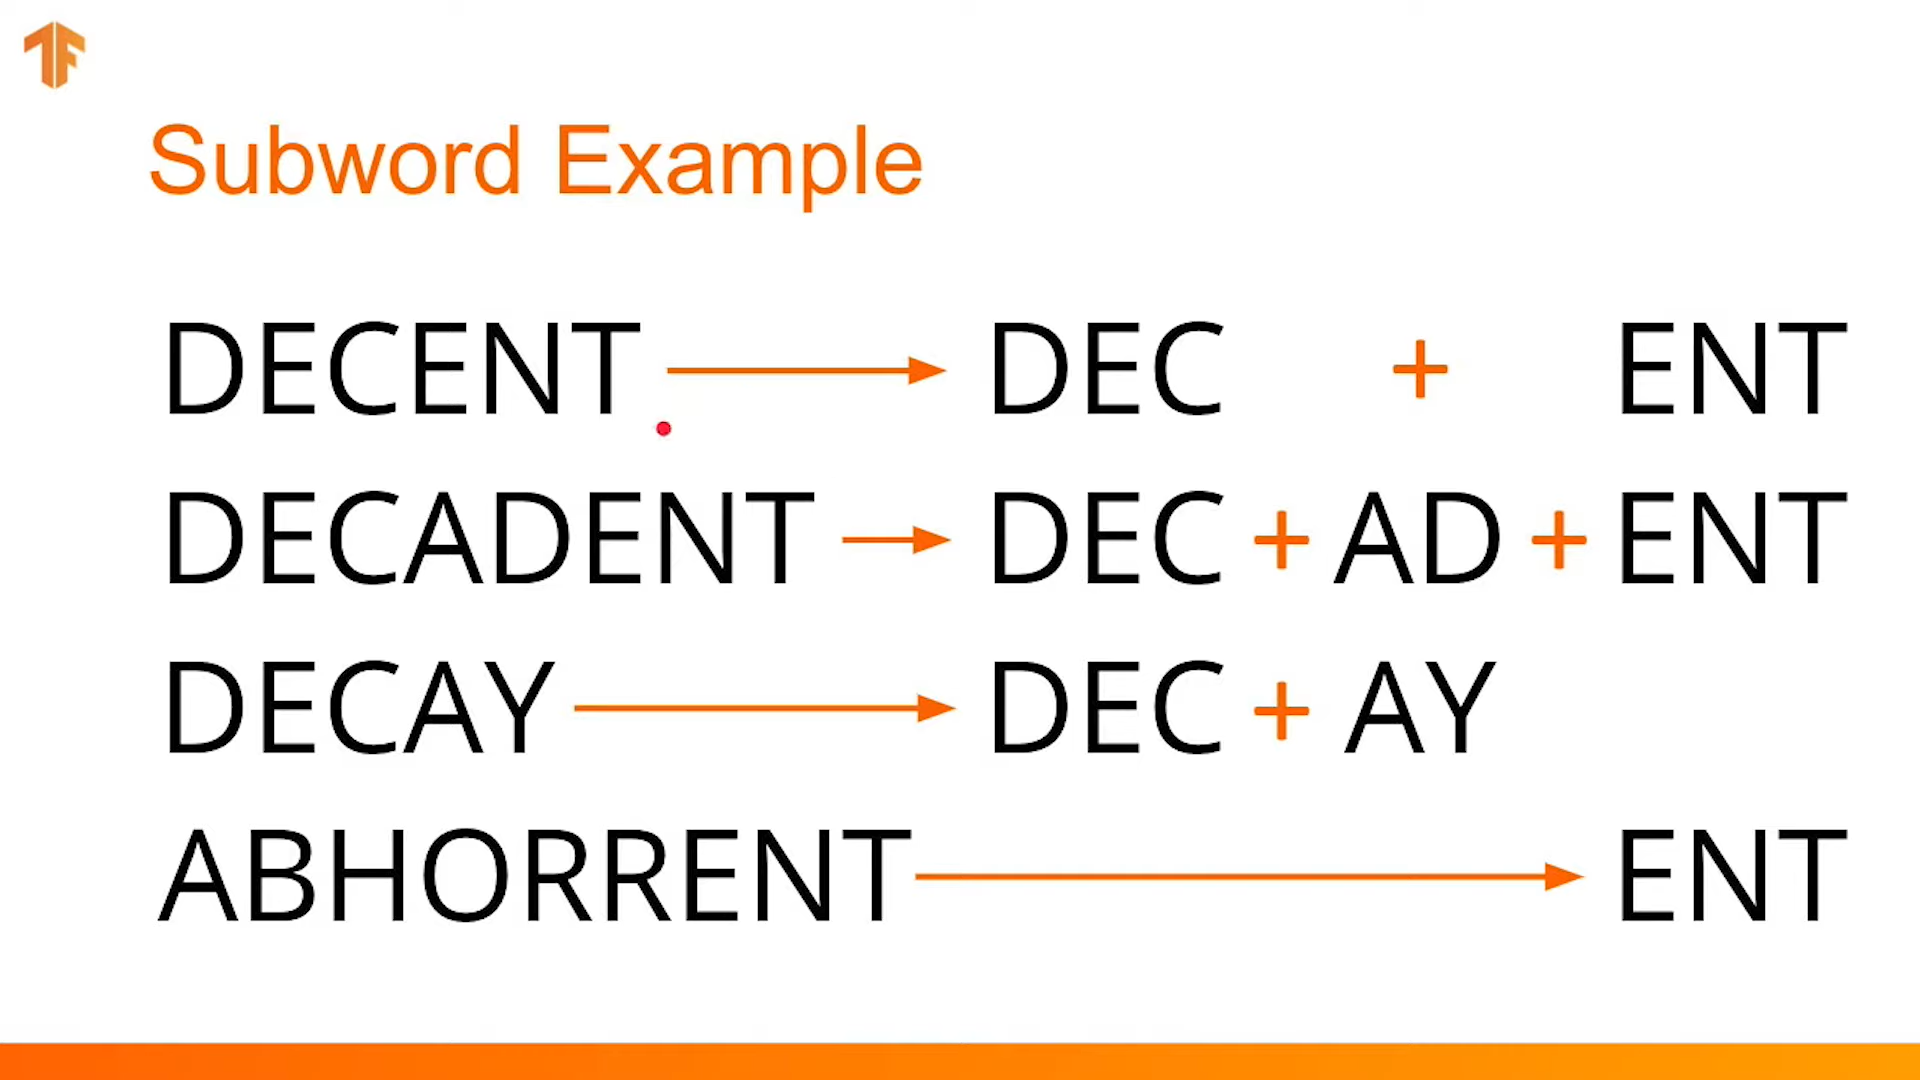 Subword Example
DECENT DEC + ENT
DECADENT DEC + AD + ENT
DECAY DEC + AY
ABHORRENT ENT